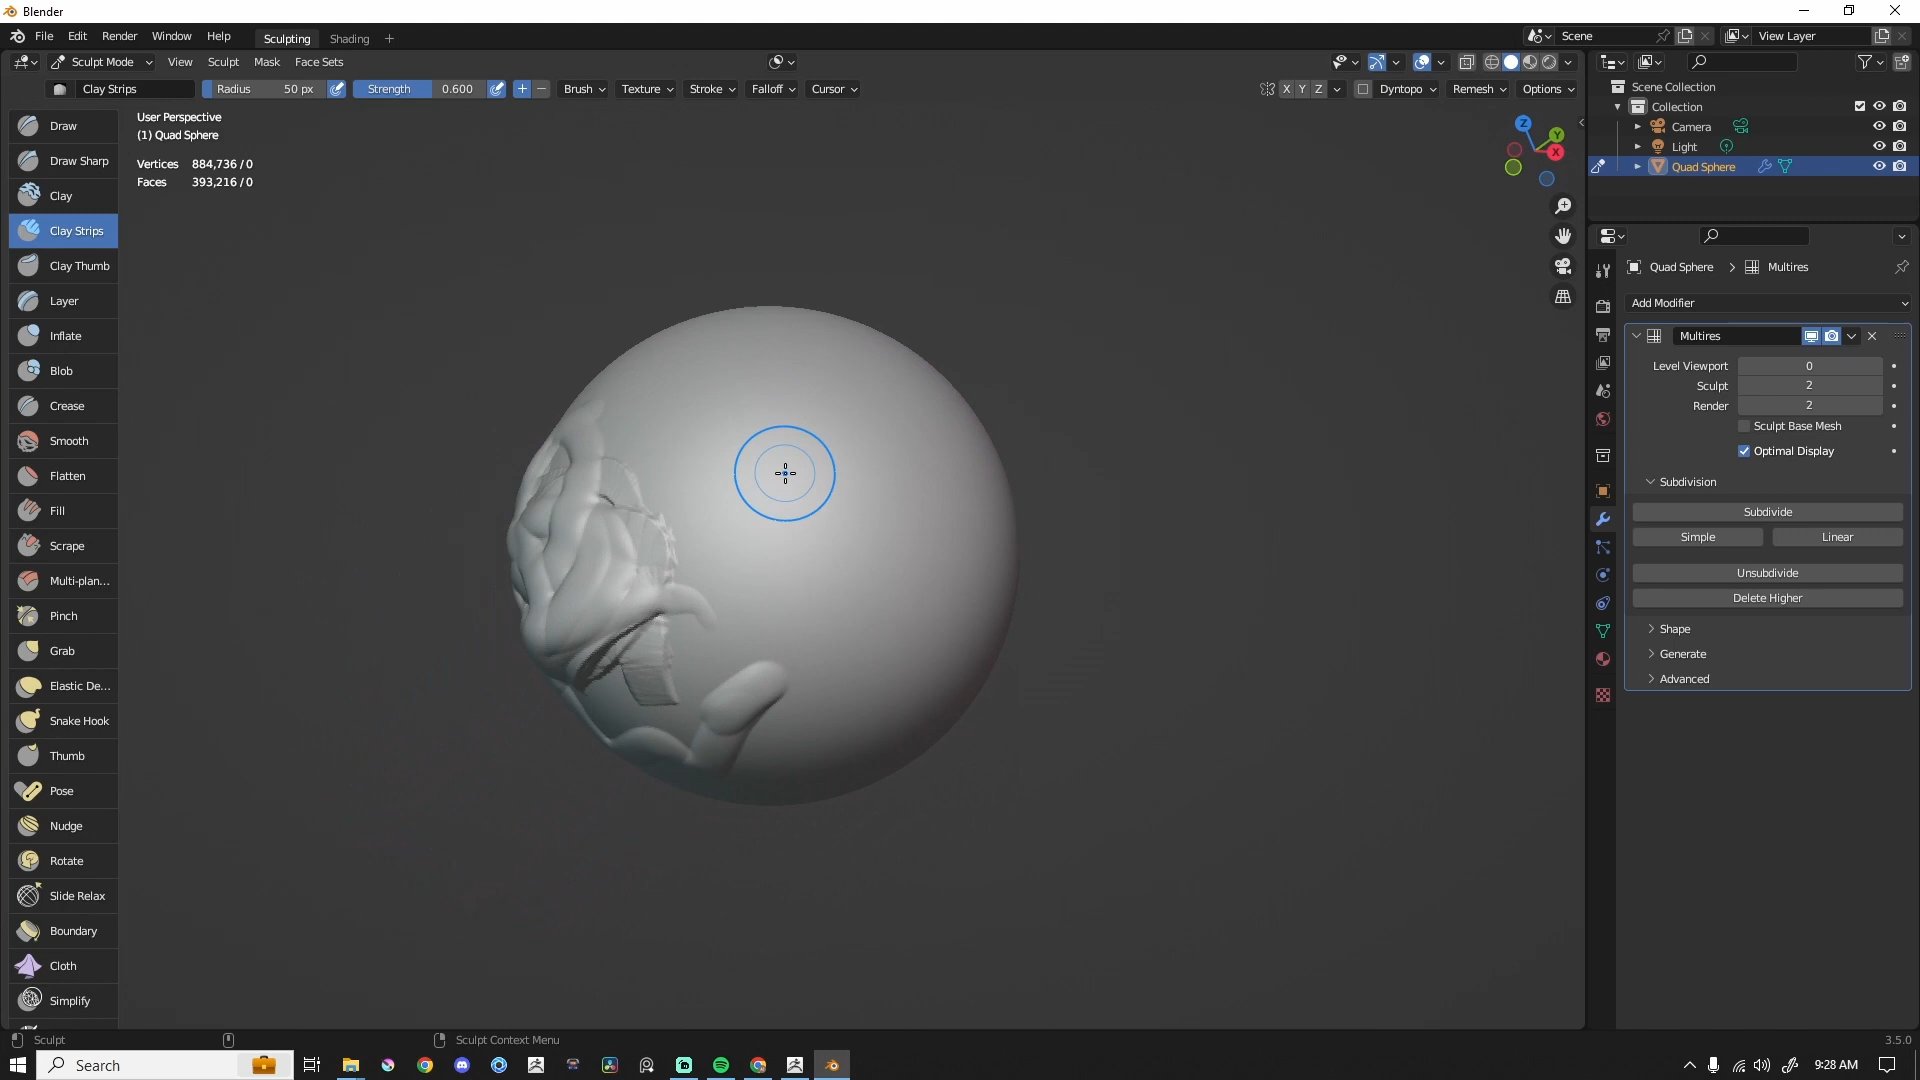 Blender
File Edit Render Window Help Sculpting Shading + Scene View Layer
Sculpt Mode View Sculpt Mask Face Sets
Clay Strips Radius 50 px Strength 0.600 + − Brush Texture Stroke Falloff Cursor X Y Z Dyntopo Remesh Options
User Perspective
(1) Quad Sphere
Vertices 884,736 / 0
Faces 393,216 / 0
Draw
Draw Sharp
Clay
Clay Strips
Clay Thumb
Layer
Inflate
Blob
Crease
Smooth
Flatten
Fill
Scrape
Multi-plan...
Pinch
Grab
Elastic De...
Snake Hook
Thumb
Pose
Nudge
Rotate
Slide Relax
Boundary
Cloth
Simplify
Z
Y
X
Scene Collection
Collection
Camera
Light
Quad Sphere
Quad Sphere > Multires
Add Modifier
Multires
Level Viewport 0
Sculpt 2
Render 2
Sculpt Base Mesh
Optimal Display
Subdivision
Subdivide
Simple Linear
Unsubdivide
Delete Higher
Shape
Generate
Advanced
Sculpt Sculpt Context Menu 3.5.0
Search 9:28 AM